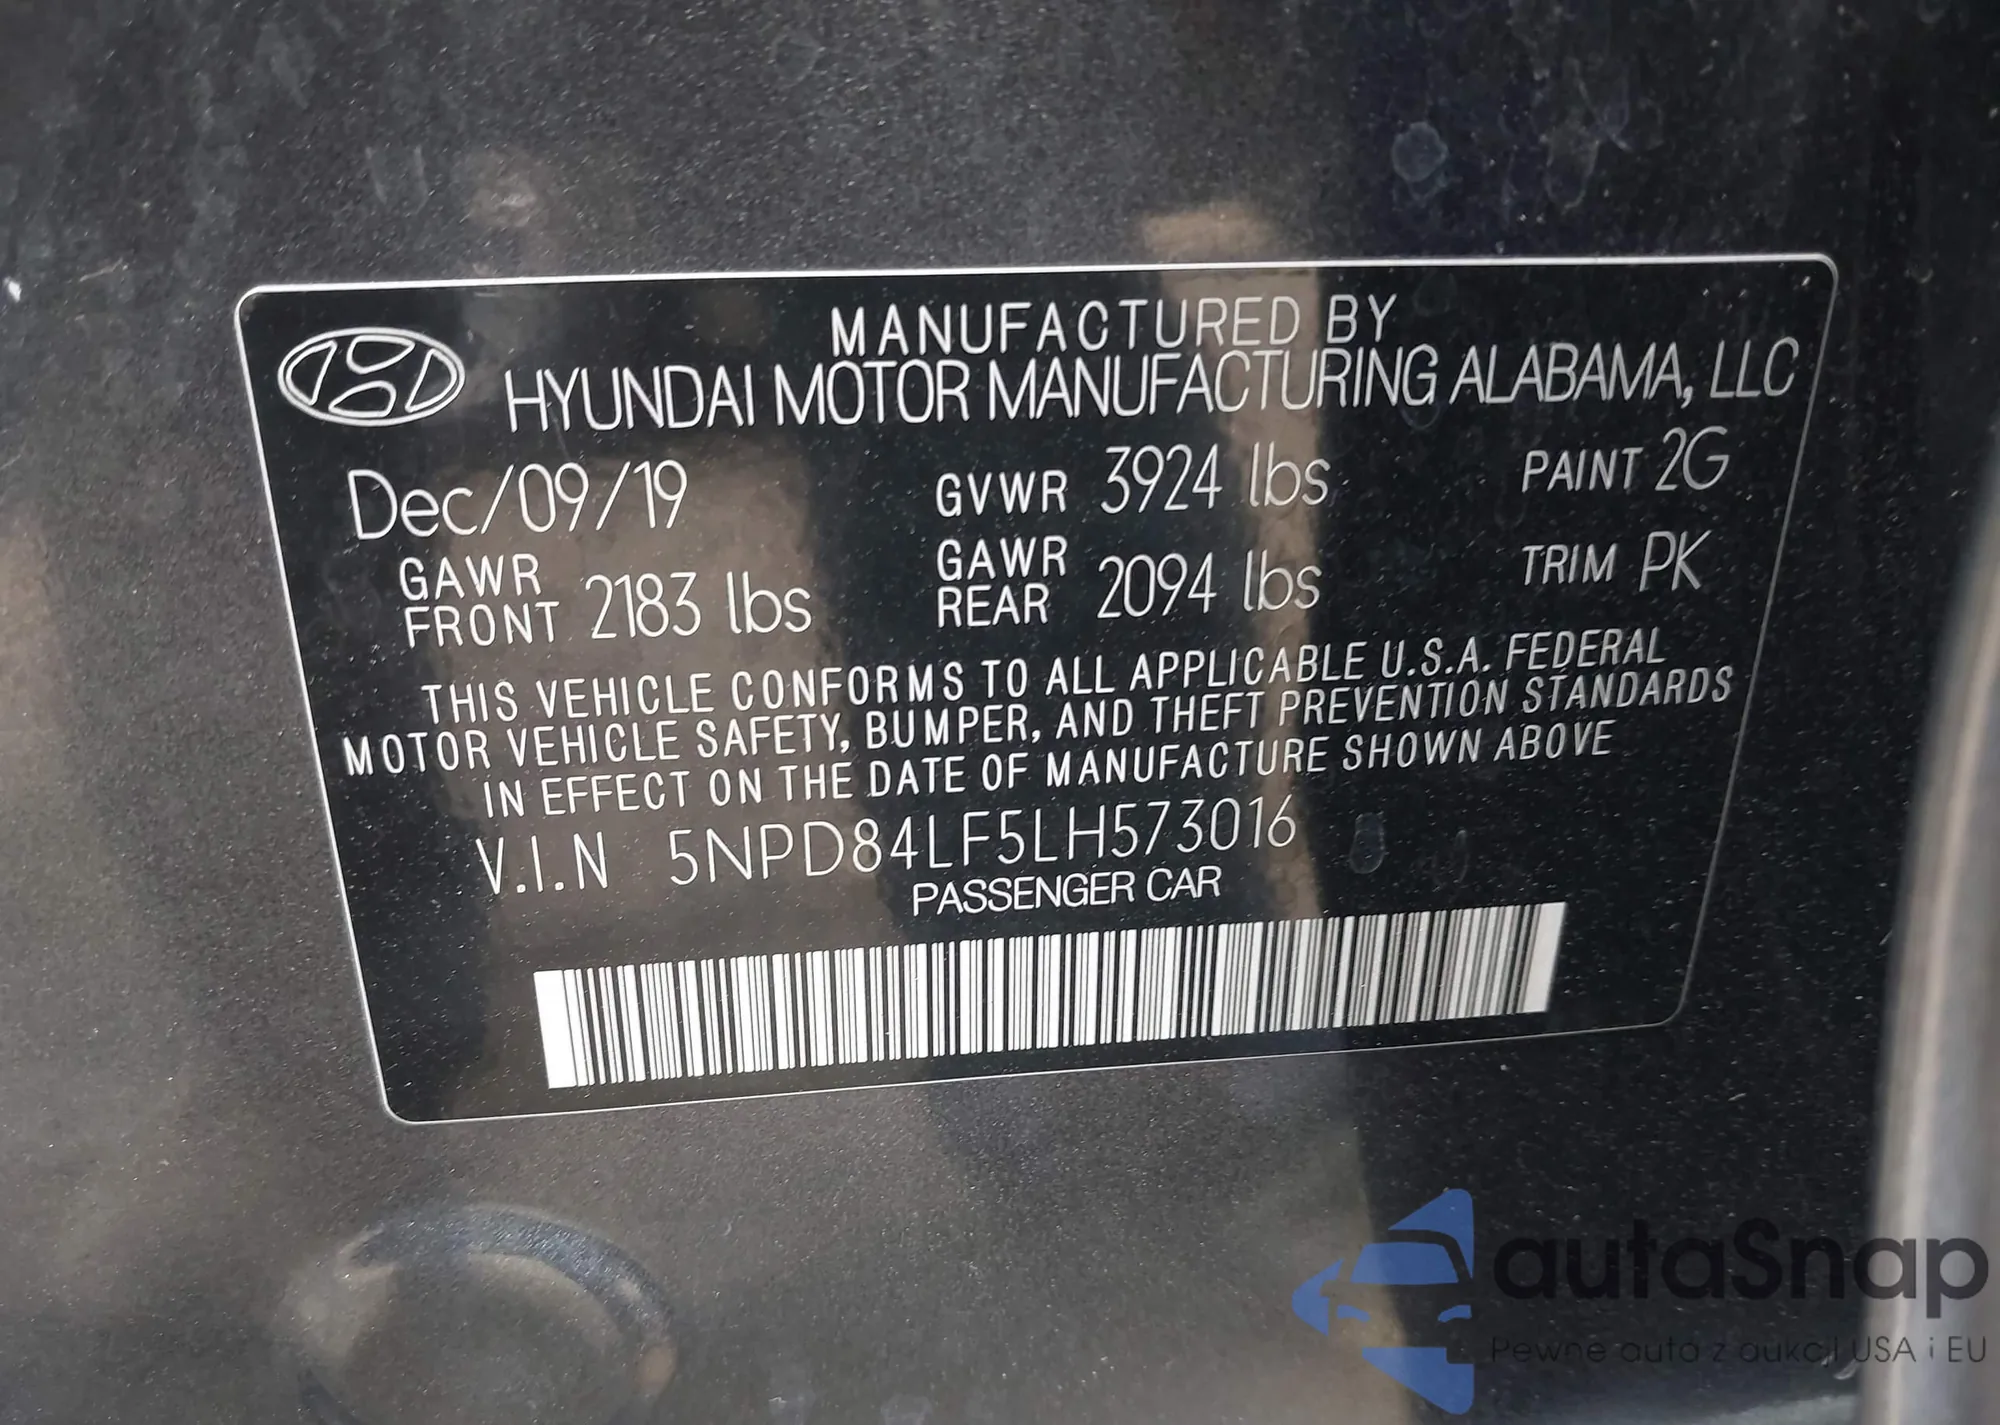 MANUFACTURED BY
HYUNDAI MOTOR MANUFACTURING ALABAMA, LLC
Dec/09/19 GVWR 3924 lbs PAINT 2G
GAWR FRONT 2183 lbs GAWR REAR 2094 lbs TRIM PK
THIS VEHICLE CONFORMS TO ALL APPLICABLE U.S.A. FEDERAL
MOTOR VEHICLE SAFETY, BUMPER, AND THEFT PREVENTION STANDARDS
IN EFFECT ON THE DATE OF MANUFACTURE SHOWN ABOVE
V.I.N 5NPD84LF5LH573016
PASSENGER CAR
autaSnap
Pewne auta z aukcji USA i EU